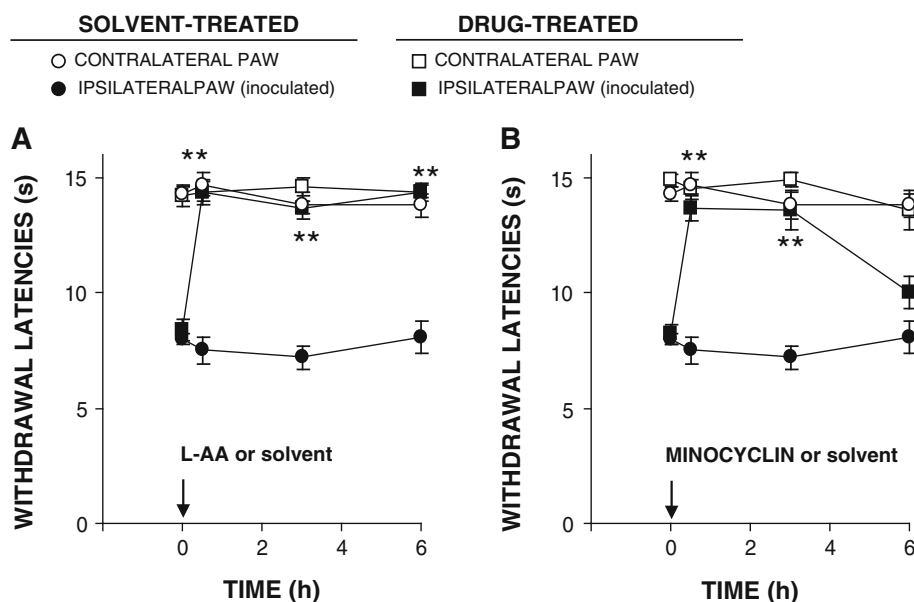 SOLVENT-TREATED
DRUG-TREATED
CONTRALATERAL PAW
CONTRALATERAL PAW
IPSILATERALPAW (inoculated)
IPSILATERALPAW (inoculated)
A
B
**
**
**
**
**
WITHDRAWAL LATENCIES (s)
15
10
5
0
L-AA or solvent
0
2
4
6
TIME (h)
WITHDRAWAL LATENCIES (s)
15
10
5
0
MINOCYCLIN or solvent
0
2
4
6
TIME (h)